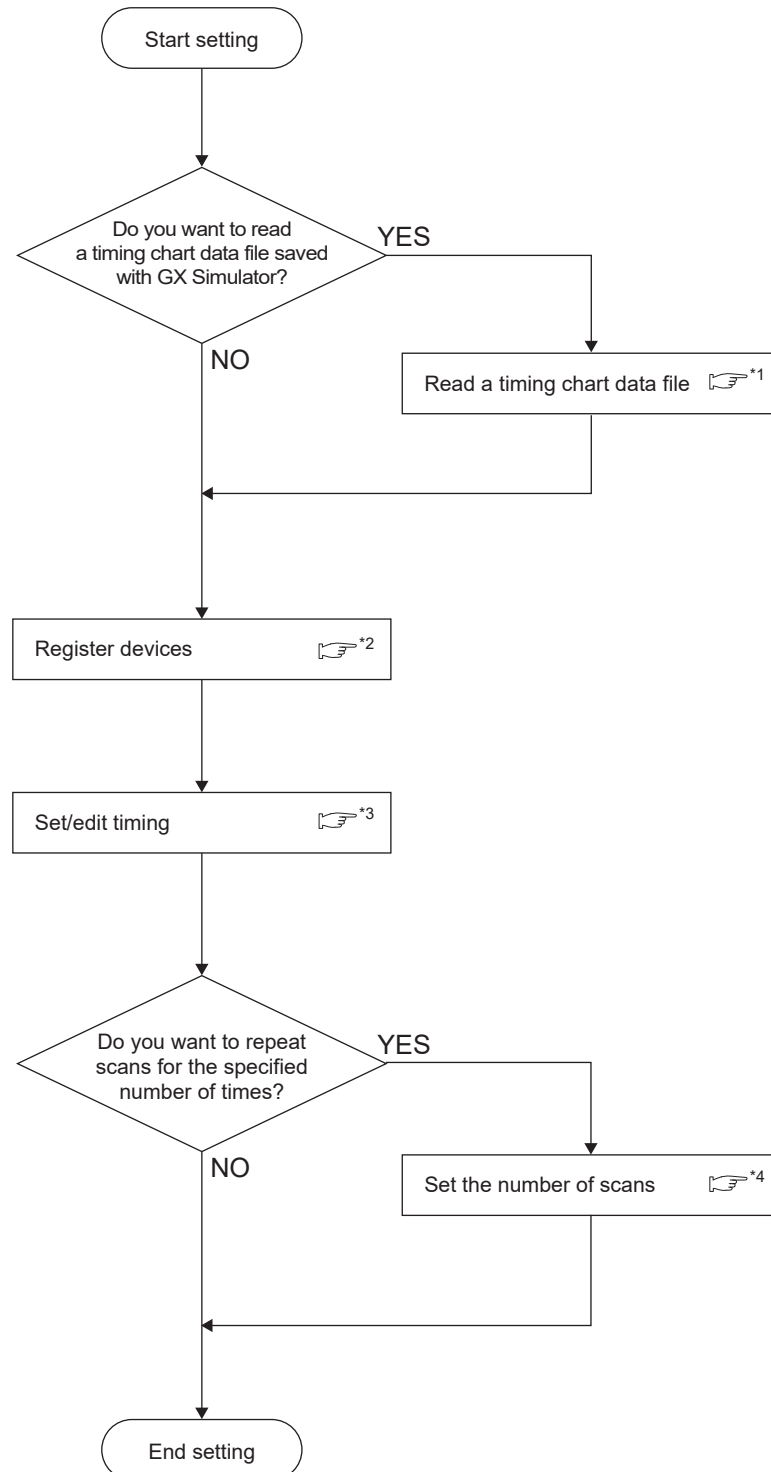 Start setting
Do you want to read
a timing chart data file saved
with GX Simulator?
YES
NO
Read a timing chart data file *1
Register devices *2
Set/edit timing *3
Do you want to repeat
scans for the specified
number of times?
YES
NO
Set the number of scans *4
End setting